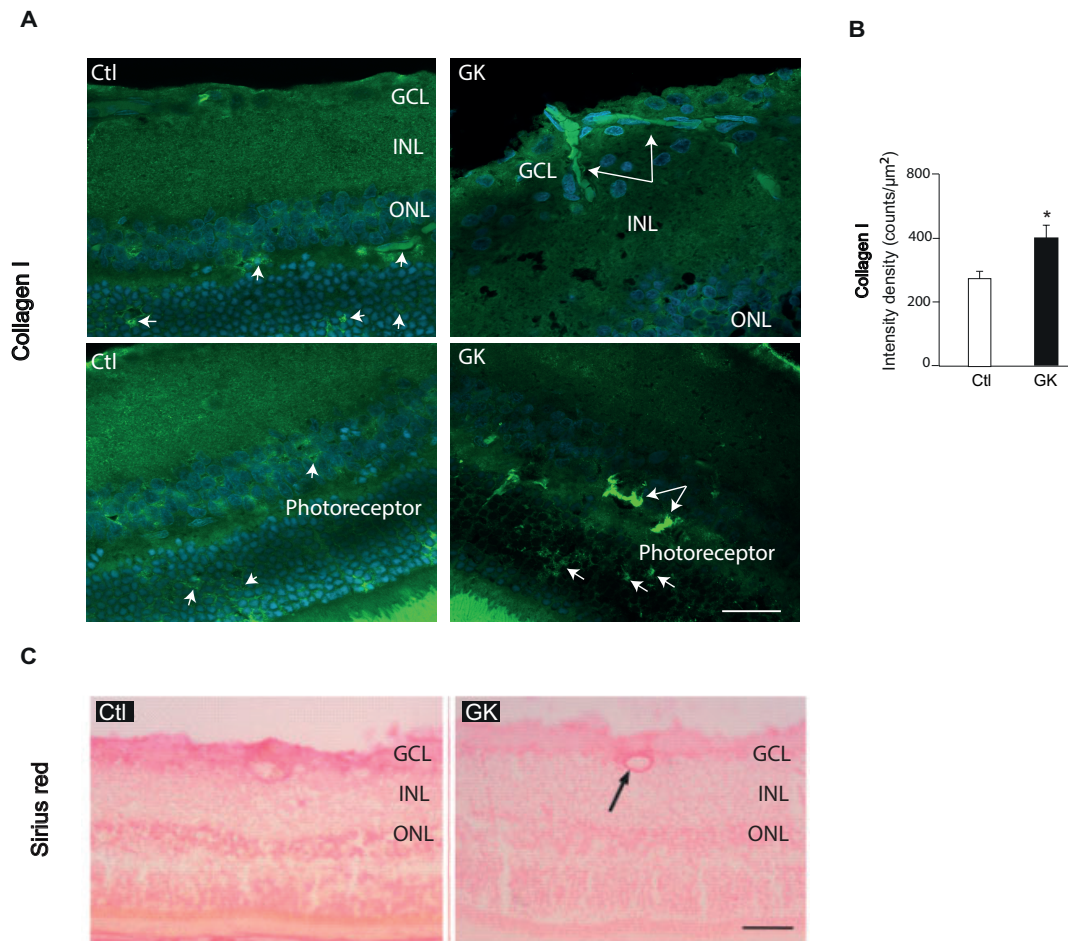 A
Collagen I
Ctl
GCL
INL
ONL
GK
GCL
INL
ONL
Ctl
Photoreceptor
GK
Photoreceptor
B
Collagen I
Intensity density (counts/µm²)
800
400
200
0
*
Ctl
GK
C
Sirius red
Ctl
GCL
INL
ONL
GK
GCL
INL
ONL